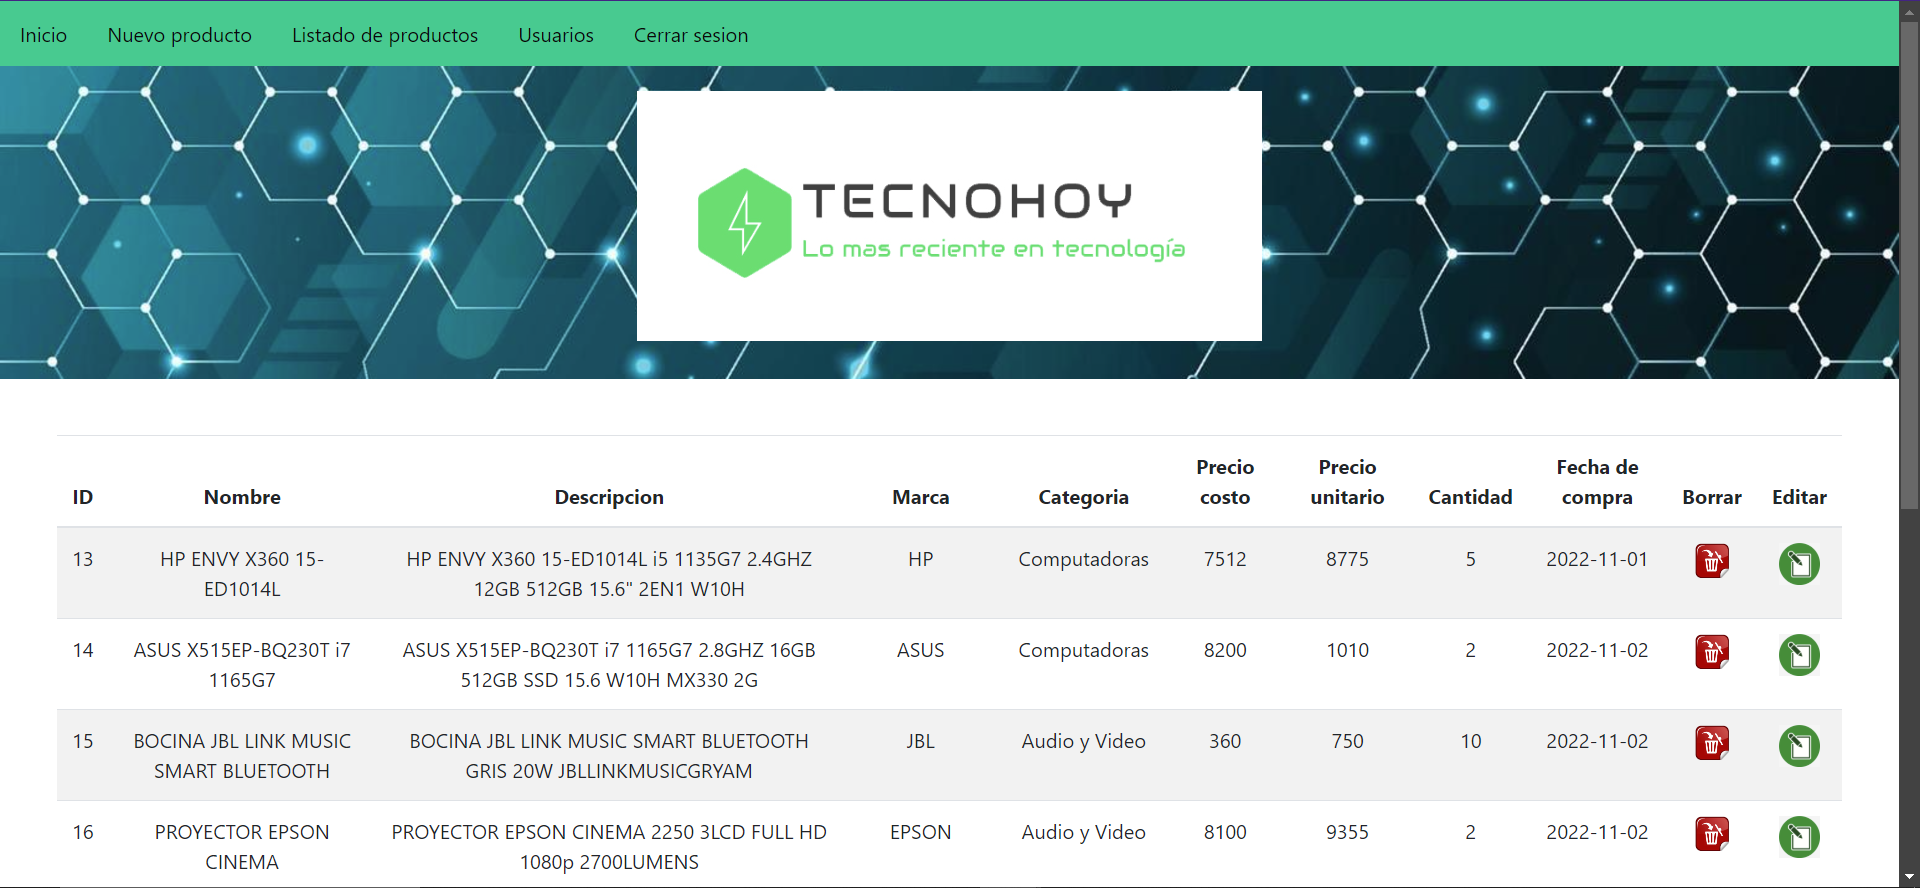 Inicio Nuevo producto Listado de productos Usuarios Cerrar sesion
TECNOHOY
Lo mas reciente en tecnología
ID Nombre Descripcion Marca Categoria Precio costo Precio unitario Cantidad Fecha de compra Borrar Editar
13 HP ENVY X360 15-ED1014L HP ENVY X360 15-ED1014L i5 1135G7 2.4GHZ 12GB 512GB 15.6" 2EN1 W10H HP Computadoras 7512 8775 5 2022-11-01
14 ASUS X515EP-BQ230T i7 1165G7 ASUS X515EP-BQ230T i7 1165G7 2.8GHZ 16GB 512GB SSD 15.6 W10H MX330 2G ASUS Computadoras 8200 1010 2 2022-11-02
15 BOCINA JBL LINK MUSIC SMART BLUETOOTH BOCINA JBL LINK MUSIC SMART BLUETOOTH GRIS 20W JBLLINKMUSICGRYAM JBL Audio y Video 360 750 10 2022-11-02
16 PROYECTOR EPSON CINEMA PROYECTOR EPSON CINEMA 2250 3LCD FULL HD 1080p 2700LUMENS EPSON Audio y Video 8100 9355 2 2022-11-02